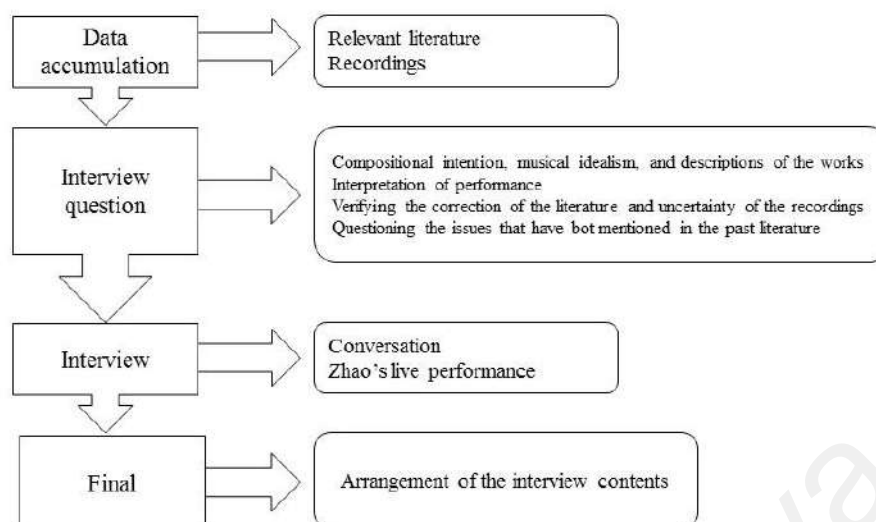 Data
accumulation
Relevant literature
Recordings
Interview
question
Compositional intention, musical idealism, and descriptions of the works
Interpretation of performance
Verifying the correction of the literature and uncertainty of the recordings
Questioning the issues that have bot mentioned in the past literature
Interview
Conversation
Zhao's live performance
Final
Arrangement of the interview contents